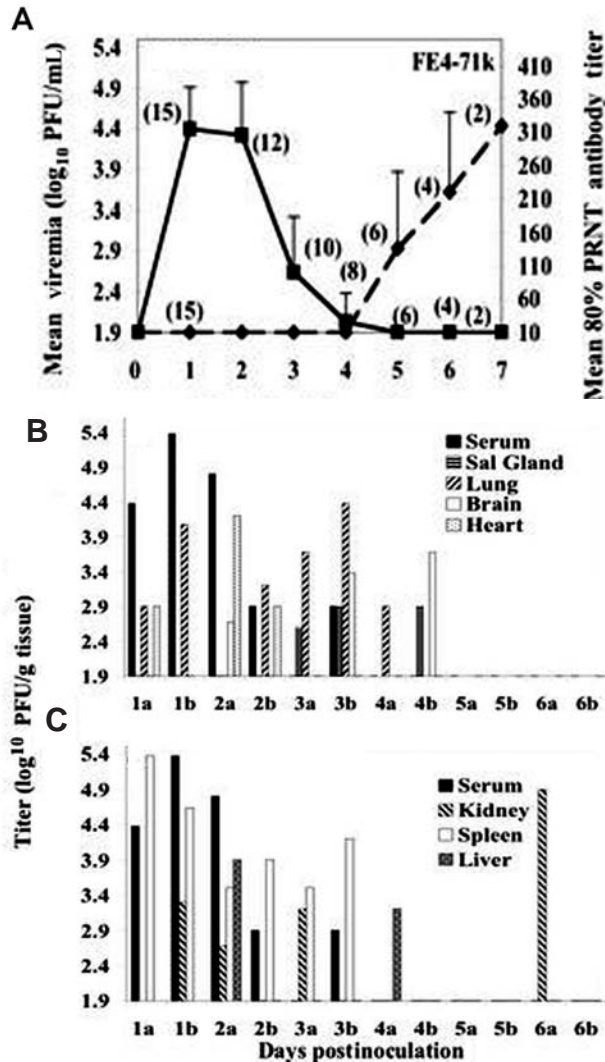 A
FE4-71k
Mean viremia (log10 PFU/mL)
5.4
4.9
4.4
3.9
3.4
2.9
2.4
1.9
(15)
(12)
(10)
(8)
(15)
(6)
(4)
(2)
(6)
(4)
(2)
410
360
310
260
210
160
110
60
10
Mean 80% PRNT antibody titer
0 1 2 3 4 5 6 7
B
5.4
4.9
4.4
3.9
3.4
2.9
2.4
1.9
Serum
Sal Gland
Lung
Brain
Heart
1a 1b 2a 2b 3a 3b 4a 4b 5a 5b 6a 6b
C
Titer (log10 PFU/g tissue)
5.4
4.9
4.4
3.9
3.4
2.9
2.4
1.9
Serum
Kidney
Spleen
Liver
1a 1b 2a 2b 3a 3b 4a 4b 5a 5b 6a 6b
Days postinoculation